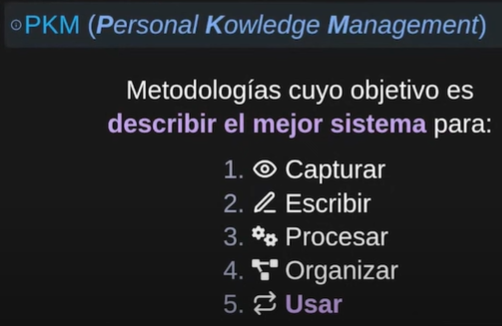 PKM (Personal Knowledge Management)
Metodologías cuyo objetivo es
describir el mejor sistema para:
1. Capturar
2. Escribir
3. Procesar
4. Organizar
5. Usar